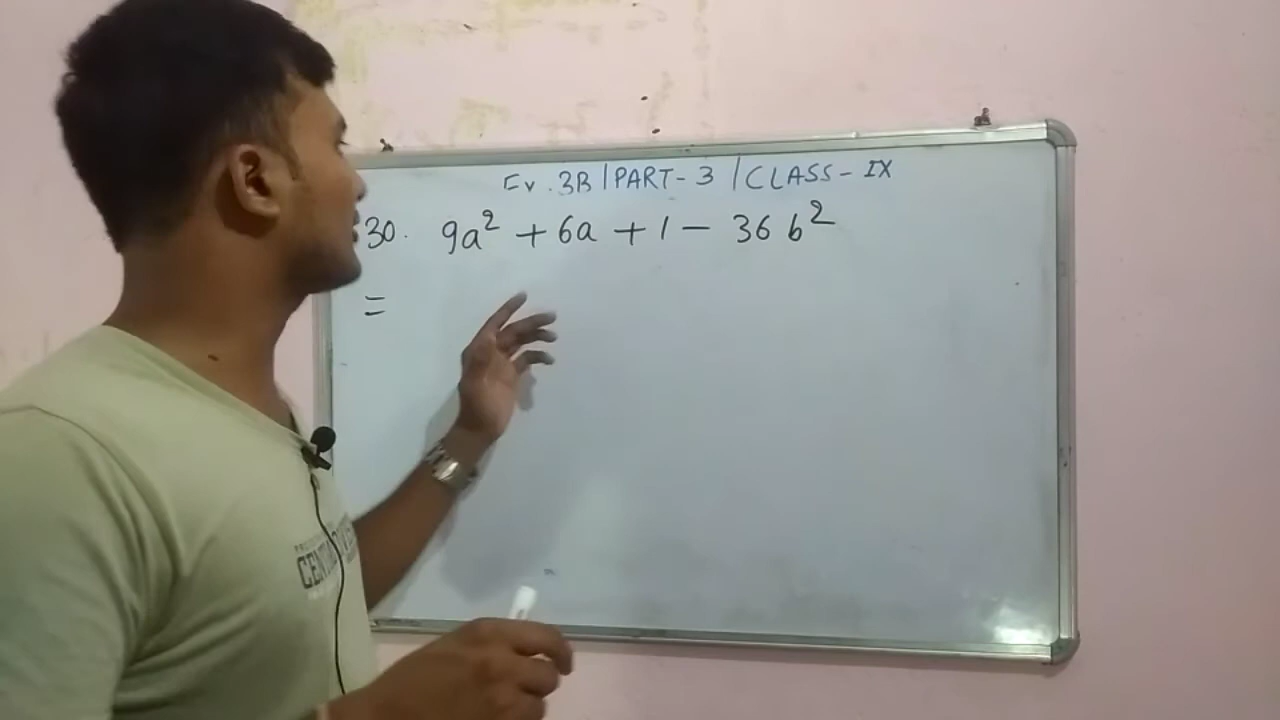 Ex. 3B | PART - 3 | CLASS - IX
30. 9a² + 6a + 1 - 36b²
=